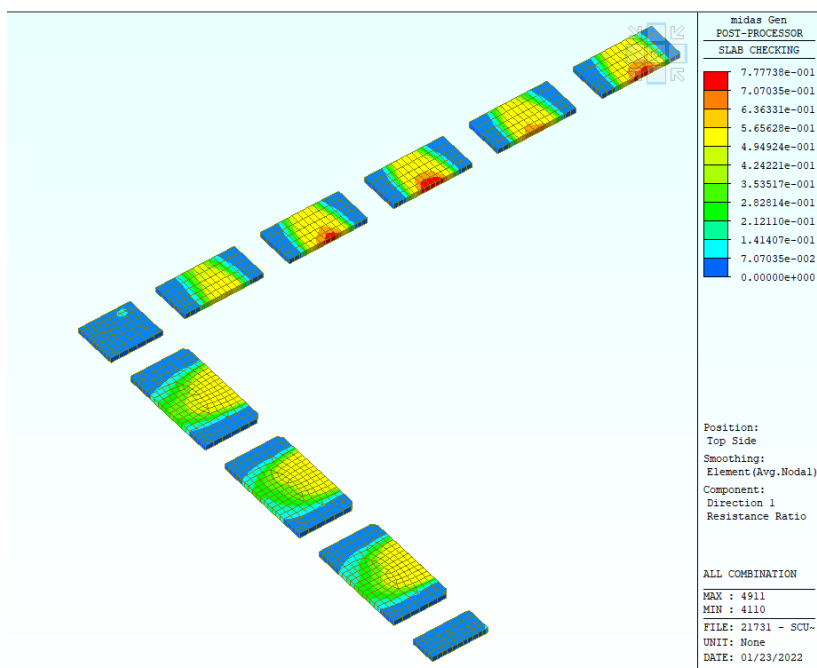 midas Gen
POST-PROCESSOR
SLAB CHECKING
7.77738e-001
7.07035e-001
6.36331e-001
5.65628e-001
4.94924e-001
4.24221e-001
3.53517e-001
2.82814e-001
2.12110e-001
1.41407e-001
7.07035e-002
0.00000e+000
Position:
Top Side
Smoothing:
Element(Avg.Nodal)
Component:
Direction 1
Resistance Ratio
ALL COMBINATION
MAX : 4911
MIN : 4110
FILE: 21731 - SCU~
UNIT: None
DATE: 01/23/2022